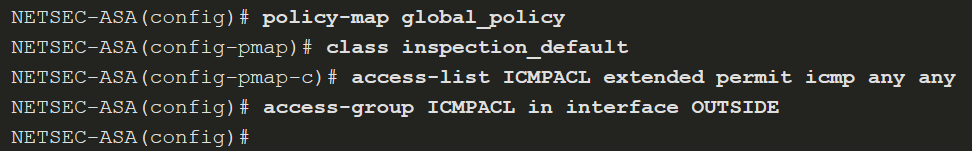 NETSEC-ASA(config)# policy-map global_policy
NETSEC-ASA(config-pmap)# class inspection_default
NETSEC-ASA(config-pmap-c)# access-list ICMPACL extended permit icmp any any
NETSEC-ASA(config)# access-group ICMPACL in interface OUTSIDE
NETSEC-ASA(config)#